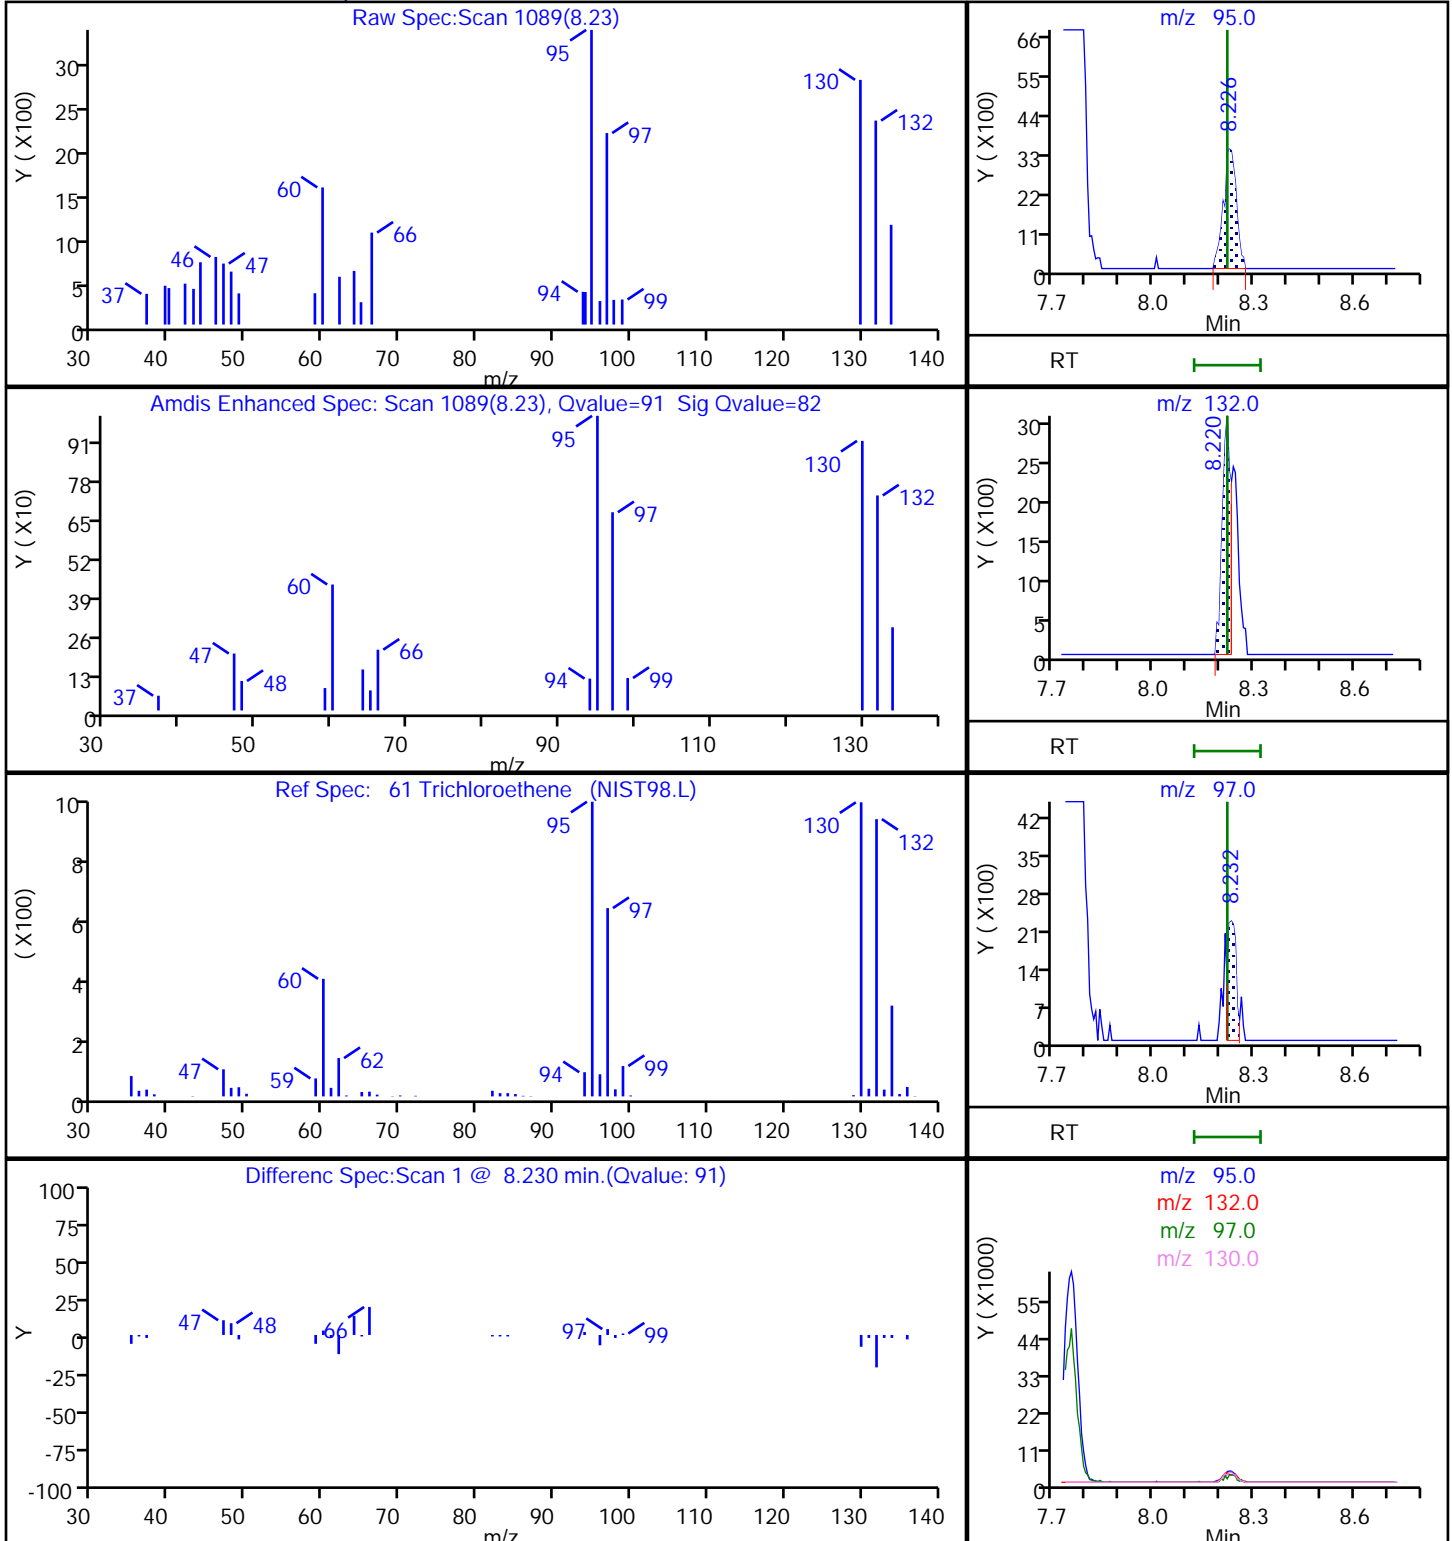 Raw Spec:Scan 1089(8.23)
Y ( X100)
30
25
20
15
10
5
0
37
46
47
60
66
94
95
97
99
130
132
30 40 50 60 70 80 90 100 110 120 130 140
m/z
m/z 95.0
Y ( X100)
66
55
44
33
22
11
0
8.226
7.7 8.0 8.3 8.6
Min
RT
Amdis Enhanced Spec: Scan 1089(8.23), Qvalue=91 Sig Qvalue=82
Y ( X10)
91
78
65
52
39
26
13
0
37
47
48
60
66
94
95
97
99
130
132
30 50 70 90 110 130
m/z
m/z 132.0
Y ( X100)
30
25
20
15
10
5
0
8.220
7.7 8.0 8.3 8.6
Min
RT
Ref Spec: 61 Trichloroethene (NIST98.L)
( X100)
10
8
6
4
2
0
47
59
60
62
94
95
97
99
130
132
30 40 50 60 70 80 90 100 110 120 130 140
m/z 97.0
Y ( X100)
42
35
28
21
14
7
0
8.232
7.7 8.0 8.3 8.6
Min
RT
Differenc Spec:Scan 1 @ 8.230 min.(Qvalue: 91)
Y
100
75
50
25
0
-25
-50
-75
-100
47
48
66
97
99
30 40 50 60 70 80 90 100 110 120 130 140
m/z
m/z 95.0
m/z 132.0
m/z 97.0
m/z 130.0
Y ( X1000)
55
44
33
22
11
0
7.7 8.0 8.3 8.6
Min